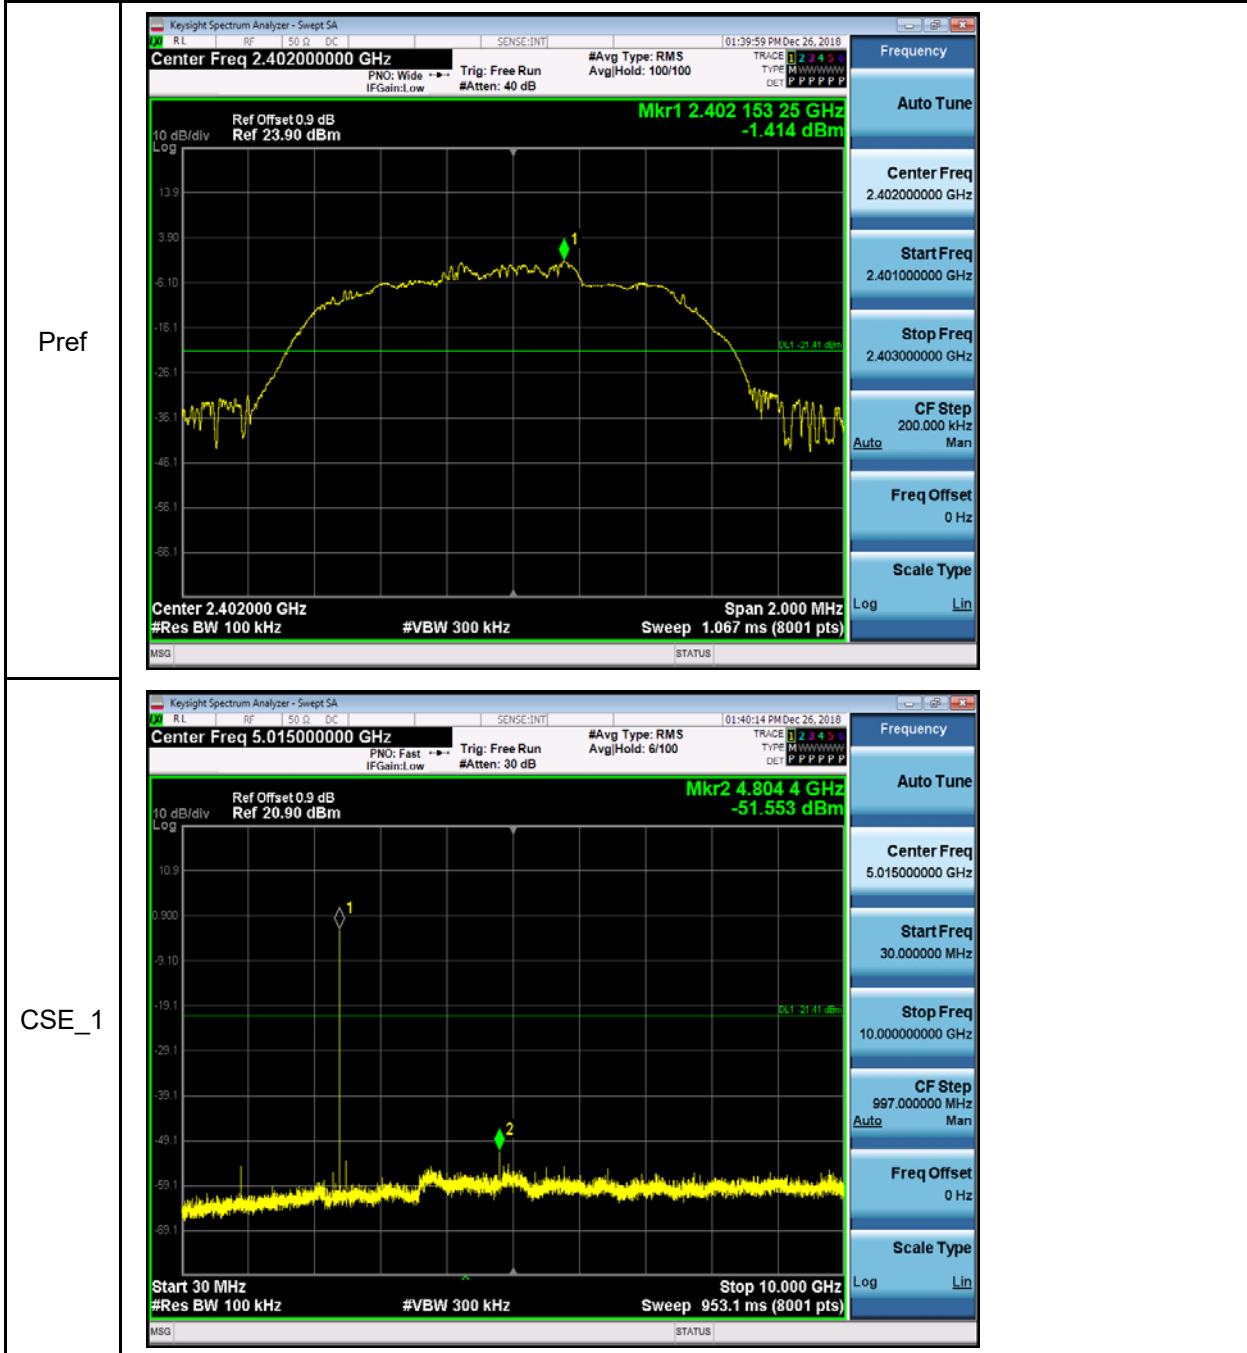 Pref
Keysight Spectrum Analyzer - Swept SA
RL RF 50 Ω DC SENSE:INT 01:39:59 PM Dec 26, 2018
Center Freq 2.402000000 GHz #Avg Type: RMS TRACE 1 2 3 4 5 6
PNO: Wide Trig: Free Run Avg|Hold: 100/100 TYPE M W W W W W
IFGain:Low #Atten: 40 dB DET P P P P P P
Mkr1 2.402 153 25 GHz
-1.414 dBm
Ref Offset 0.9 dB
10 dB/div Ref 23.90 dBm
Log
13.9
3.90
-6.10
-16.1
-26.1
-36.1
-46.1
-56.1
-66.1
1
DL1 -21.41 dBm
Center 2.402000 GHz Span 2.000 MHz
#Res BW 100 kHz #VBW 300 kHz Sweep 1.067 ms (8001 pts)
MSG STATUS
Frequency
Auto Tune
Center Freq
2.402000000 GHz
Start Freq
2.401000000 GHz
Stop Freq
2.403000000 GHz
CF Step
200.000 kHz
Auto Man
Freq Offset
0 Hz
Scale Type
Log Lin
CSE_1
Keysight Spectrum Analyzer - Swept SA
RL RF 50 Ω DC SENSE:INT 01:40:14 PM Dec 26, 2018
Center Freq 5.015000000 GHz #Avg Type: RMS TRACE 1 2 3 4 5 6
PNO: Fast Trig: Free Run Avg|Hold: 6/100 TYPE M W W W W W
IFGain:Low #Atten: 30 dB DET P P P P P P
Mkr2 4.804 4 GHz
-51.553 dBm
Ref Offset 0.9 dB
10 dB/div Ref 20.90 dBm
Log
10.9
0.900
-9.10
-19.1
-29.1
-39.1
-49.1
-59.1
-69.1
1
2
DL1 -21.41 dBm
Start 30 MHz Stop 10.000 GHz
#Res BW 100 kHz #VBW 300 kHz Sweep 953.1 ms (8001 pts)
MSG STATUS
Frequency
Auto Tune
Center Freq
5.015000000 GHz
Start Freq
30.000000 MHz
Stop Freq
10.000000000 GHz
CF Step
997.000000 MHz
Auto Man
Freq Offset
0 Hz
Scale Type
Log Lin